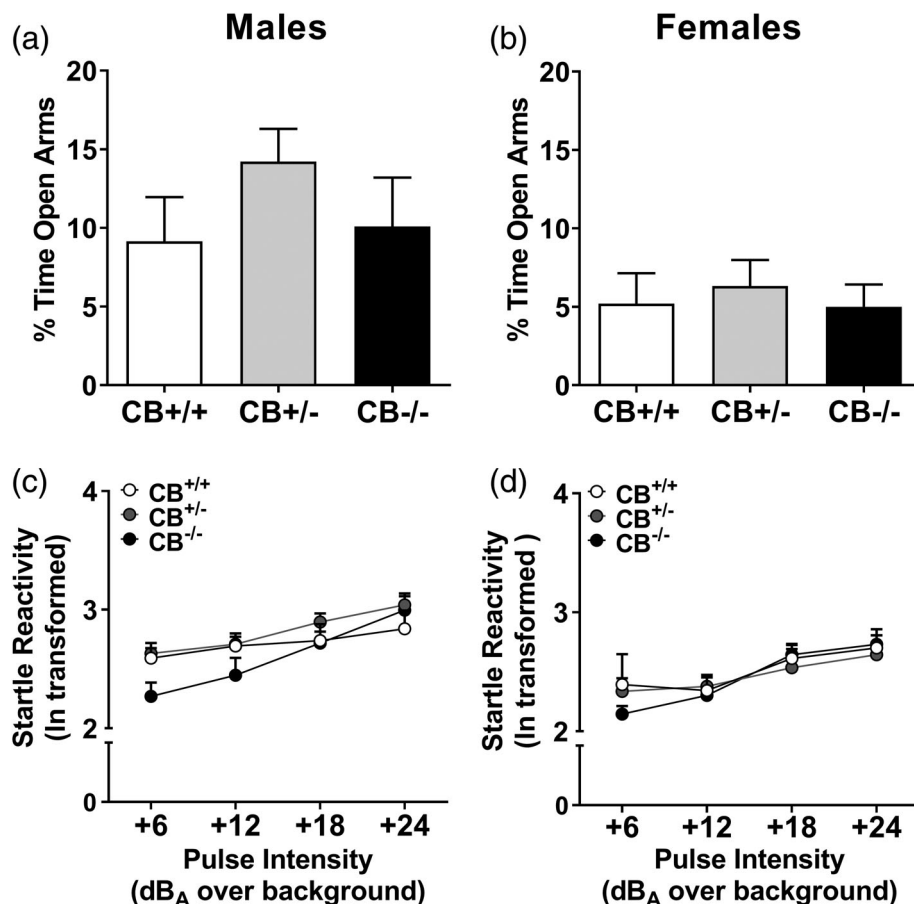 Males
Females
(a)
(b)
% Time Open Arms
20
15
10
5
0
CB+/+
CB+/-
CB-/-
% Time Open Arms
20
15
10
5
0
CB+/+
CB+/-
CB-/-
(c)
Startle Reactivity
(ln transformed)
4
3
2
0
CB+/+
CB+/-
CB-/-
+6
+12
+18
+24
Pulse Intensity
(dBA over background)
(d)
Startle Reactivity
(ln transformed )
4
3
2
0
CB+/+
CB+/-
CB-/-
+6
+12
+18
+24
Pulse Intensity
(dBA over background)